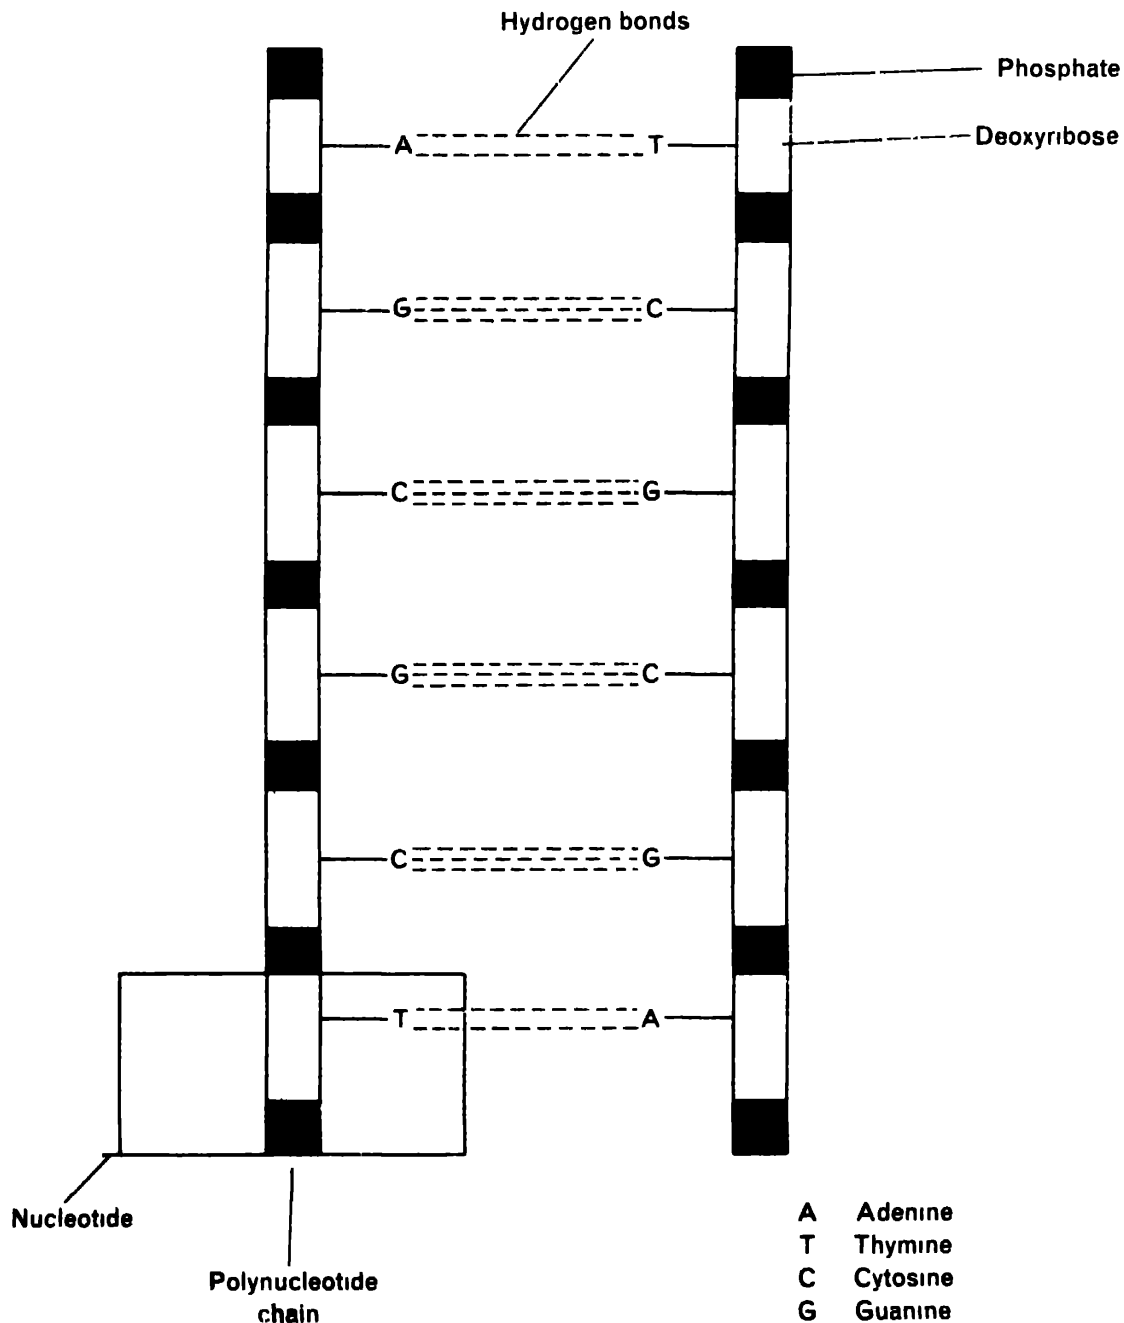 Hydrogen bonds
Phosphate
A T
Deoxyribose
G C
C G
G C
C G
T A
Nucleotide
Polynucleotide
chain
A Adenine
T Thymine
C Cytosine
G Guanine